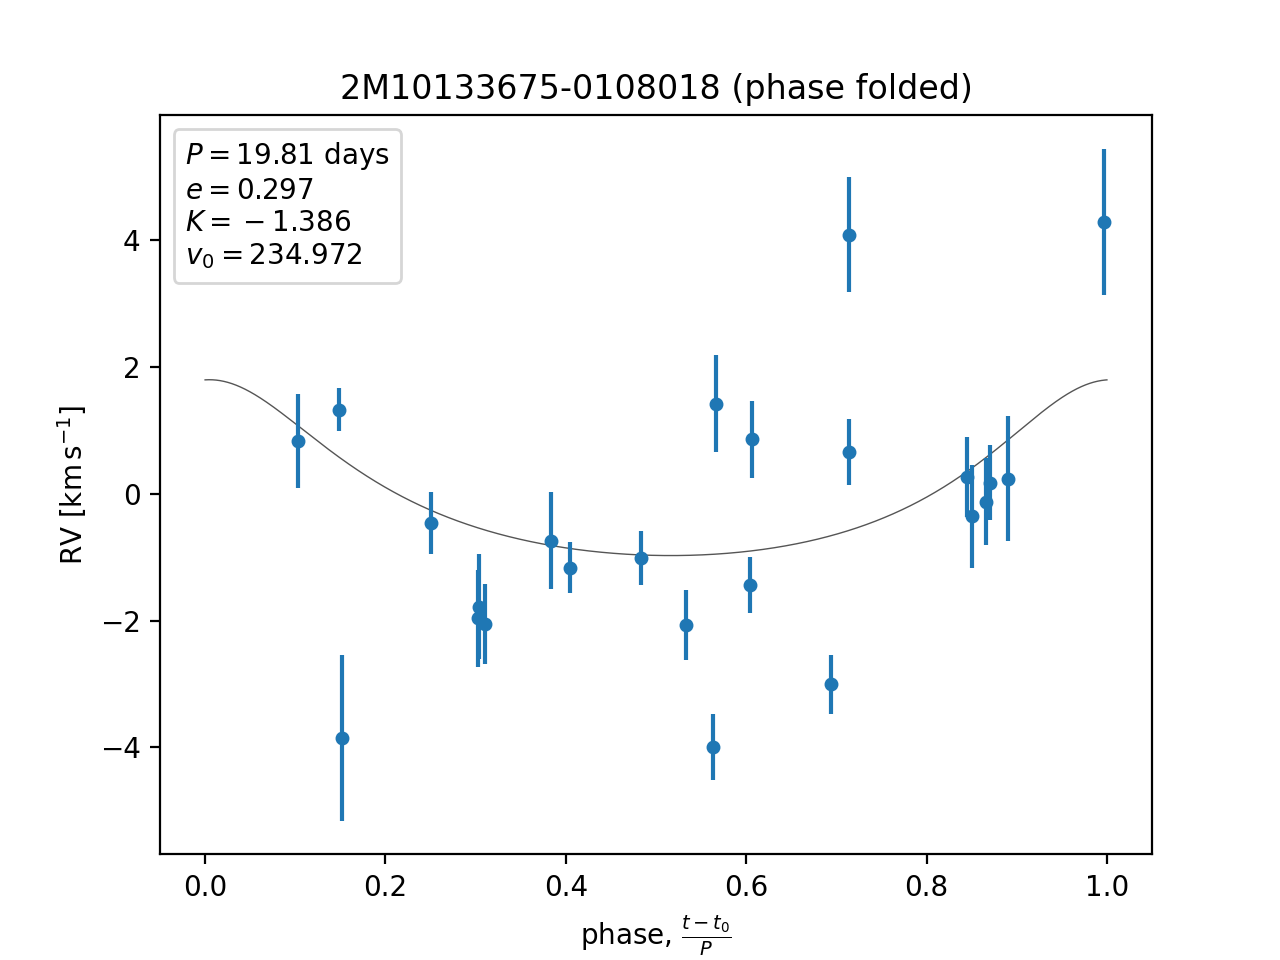 2M10133675-0108018 (phase folded)
P = 19.81 days
e = 0.297
K = −1.386
v₀ = 234.972
RV [km s⁻¹]
4
2
0
−2
−4
0.0 0.2 0.4 0.6 0.8 1.0
phase, (t − t₀)/P